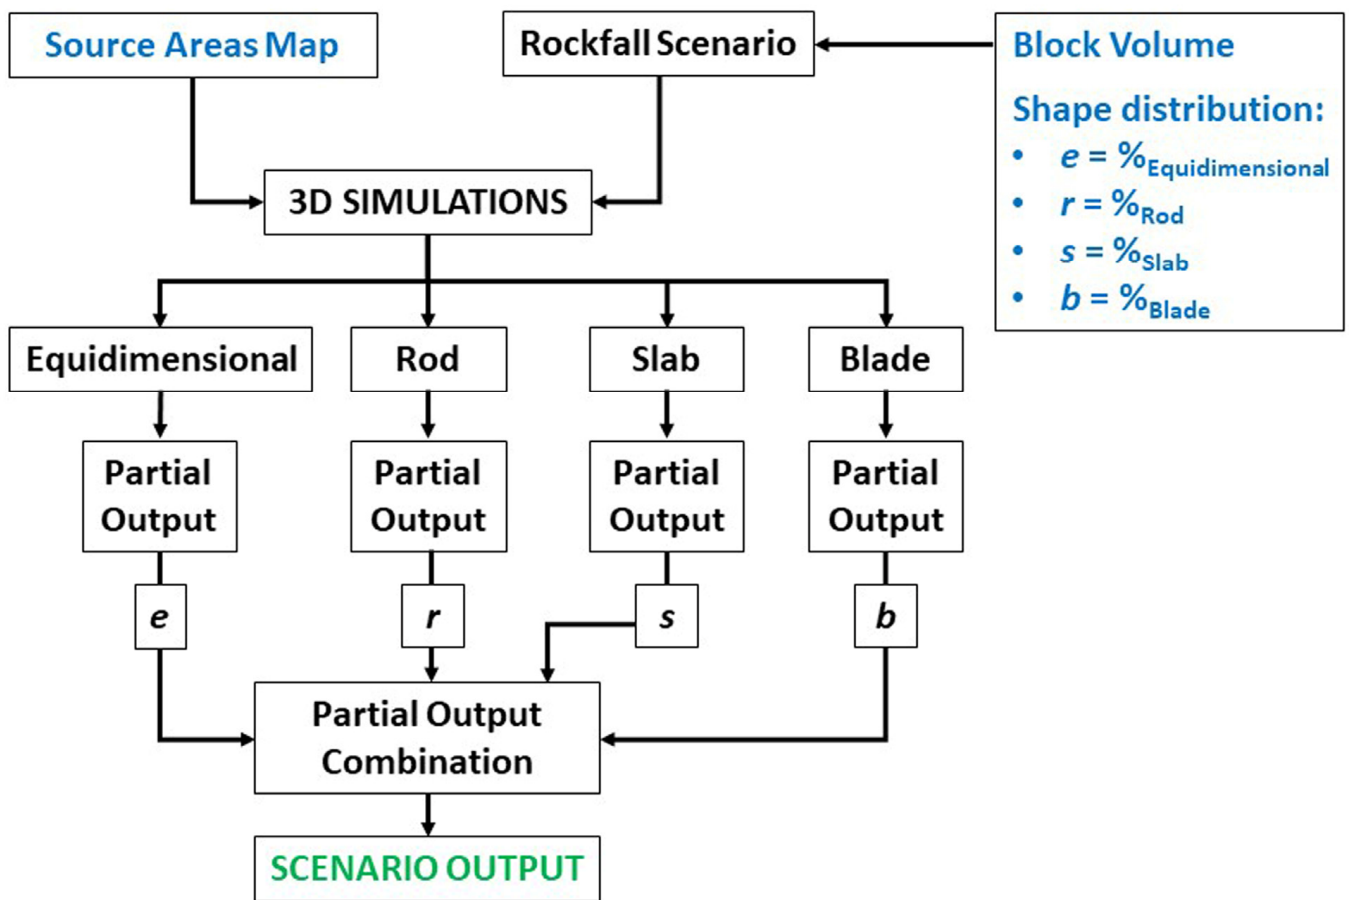 Source Areas Map
Rockfall Scenario
Block Volume
Shape distribution:
• e = %Equidimensional
• r = %Rod
• s = %Slab
• b = %Blade
3D SIMULATIONS
Equidimensional
Rod
Slab
Blade
Partial
Output
Partial
Output
Partial
Output
Partial
Output
e
r
s
b
Partial Output
Combination
SCENARIO OUTPUT